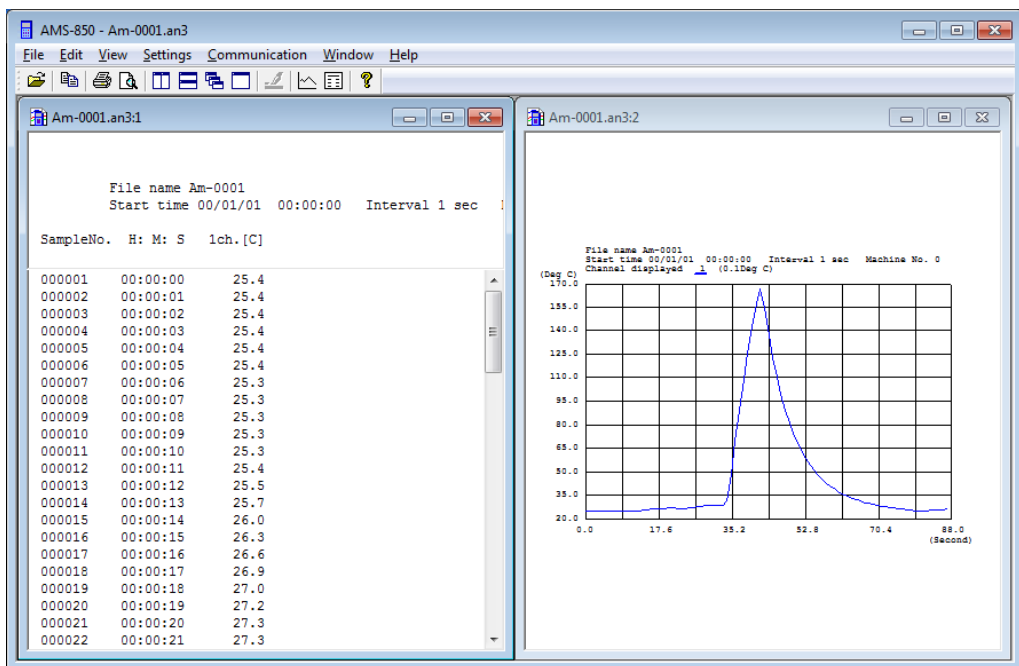 AMS-850 - Am-0001.an3
File Edit View Settings Communication Window Help
Am-0001.an3:1
File name Am-0001
Start time 00/01/01 00:00:00 Interval 1 sec
SampleNo. H: M: S 1ch.[C]
000001 00:00:00 25.4
000002 00:00:01 25.4
000003 00:00:02 25.4
000004 00:00:03 25.4
000005 00:00:04 25.4
000006 00:00:05 25.4
000007 00:00:06 25.3
000008 00:00:07 25.3
000009 00:00:08 25.3
000010 00:00:09 25.3
000011 00:00:10 25.3
000012 00:00:11 25.4
000013 00:00:12 25.5
000014 00:00:13 25.7
000015 00:00:14 26.0
000016 00:00:15 26.3
000017 00:00:16 26.6
000018 00:00:17 26.9
000019 00:00:18 27.0
000020 00:00:19 27.2
000021 00:00:20 27.3
000022 00:00:21 27.3
Am-0001.an3:2
File name Am-0001
Start time 00/01/01 00:00:00 Interval 1 sec Machine No. 0
Channel displayed 1 (0.1Deg C)
(Deg C)
170.0
155.0
140.0
125.0
110.0
95.0
80.0
65.0
50.0
35.0
20.0
0.0 17.6 35.2 52.8 70.4 88.0
(Second)